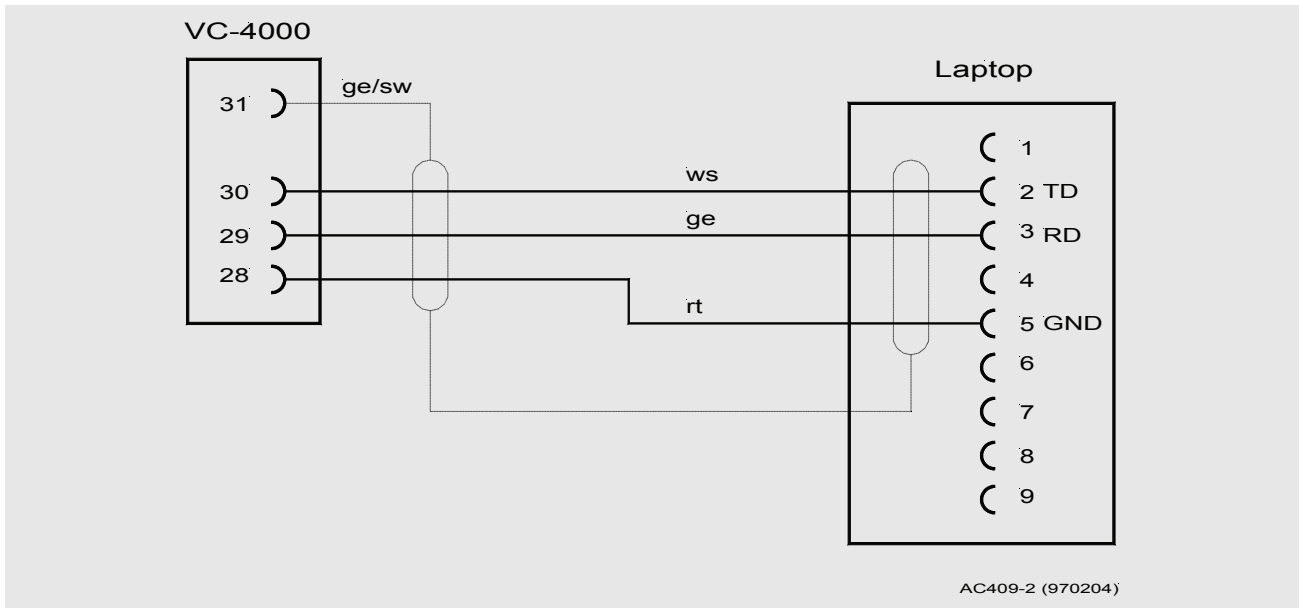 VC-4000
Laptop
31
ge/sw
1
30
ws
2 TD
29
ge
3 RD
28
4
rt
5 GND
6
7
8
9
AC409-2 (970204)